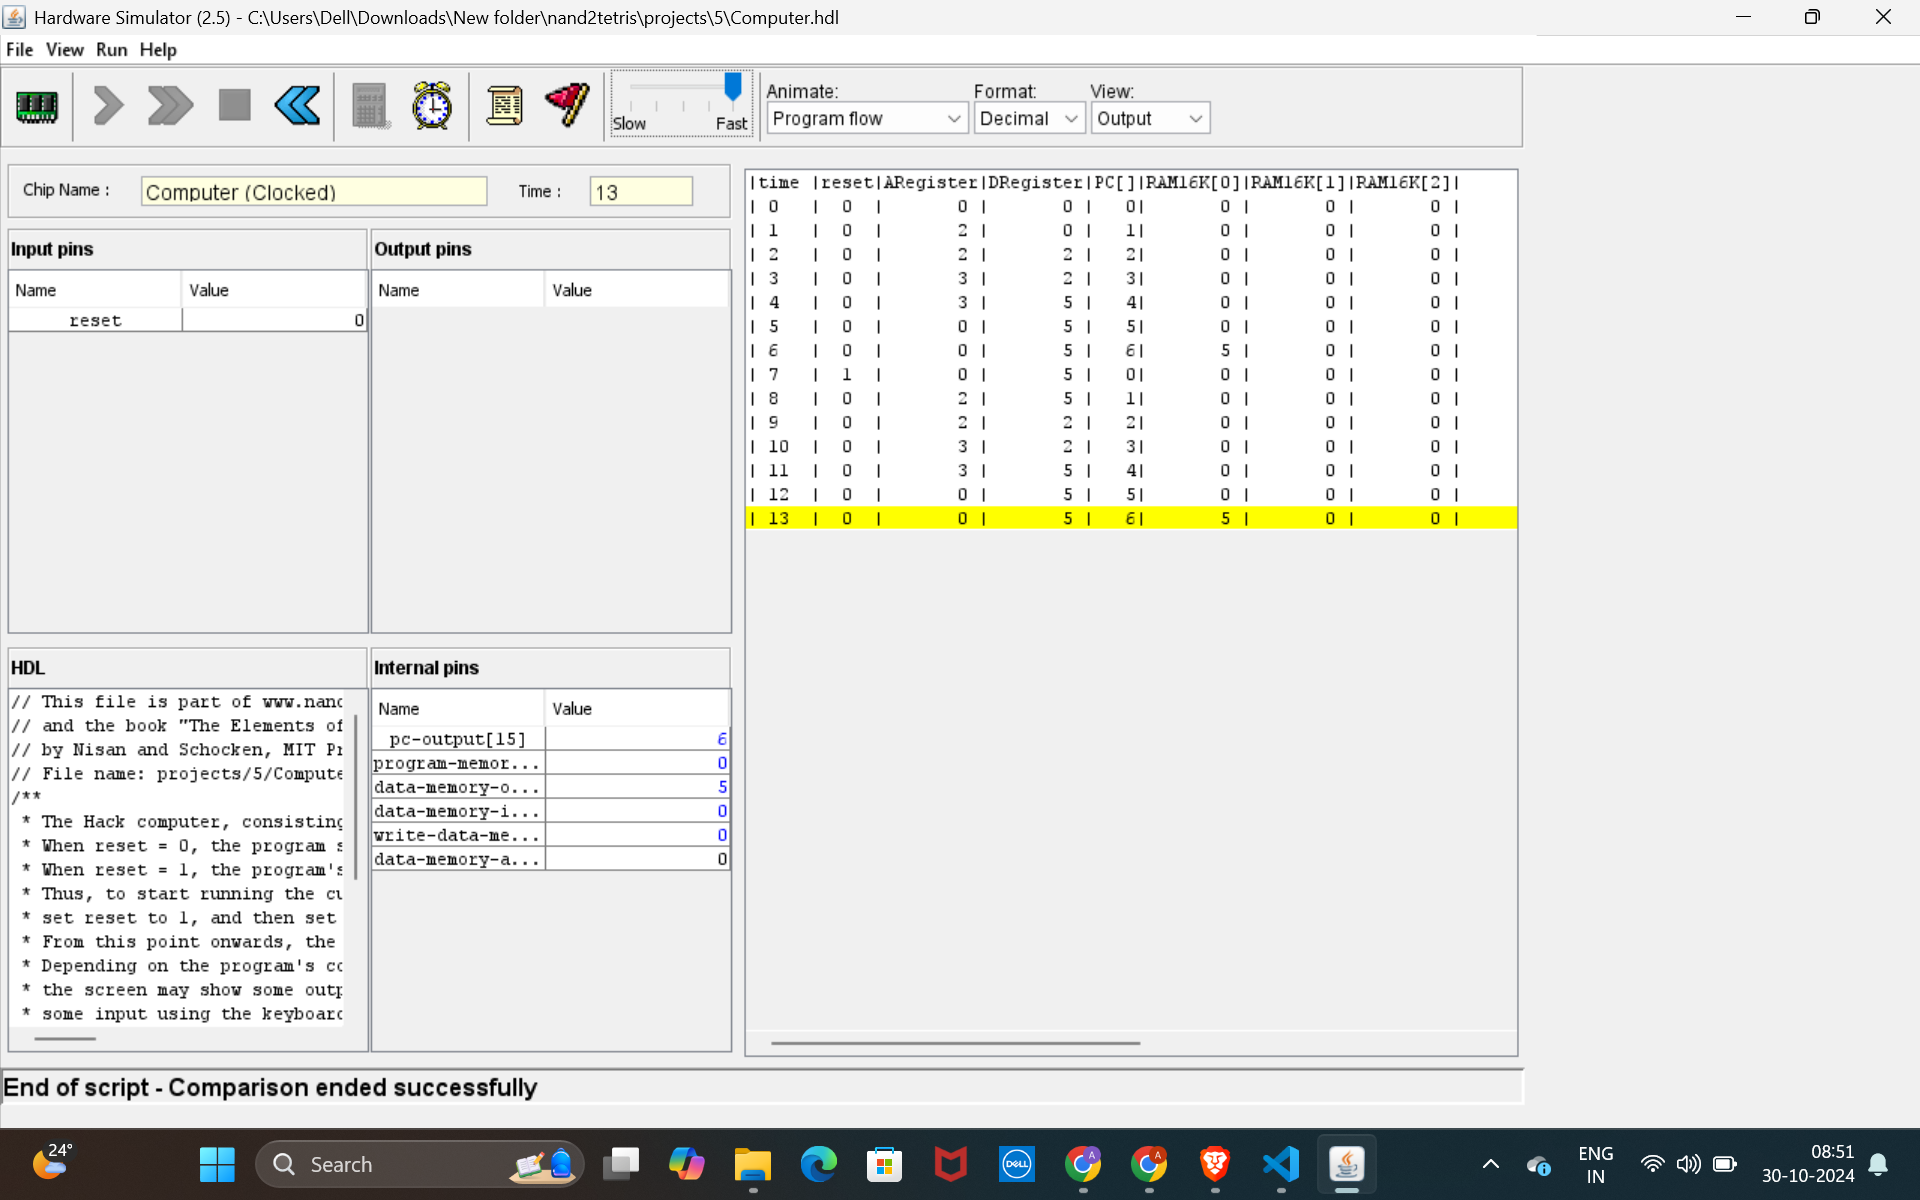 Hardware Simulator (2.5) - C:\Users\Dell\Downloads\New folder\nand2tetris\projects\5\Computer.hdl
File View Run Help
Slow Fast
Animate: Format: View:
Program flow Decimal Output
Chip Name : Computer (Clocked) Time : 13
Input pins
Name Value
reset 0
Output pins
Name Value
HDL
// This file is part of www.nand
// and the book "The Elements of
// by Nisan and Schocken, MIT Pr
// File name: projects/5/Compute
/**
* The Hack computer, consisting
* When reset = 0, the program s
* When reset = 1, the program's
* Thus, to start running the cu
* set reset to 1, and then set
* From this point onwards, the
* Depending on the program's co
* the screen may show some outp
* some input using the keyboard
Internal pins
Name Value
pc-output[15] 6
program-memor... 0
data-memory-o... 5
data-memory-i... 0
write-data-me... 0
data-memory-a... 0
|time |reset|ARegister|DRegister|PC[]|RAM16K[0]|RAM16K[1]|RAM16K[2]|
| 0 | 0 | 0 | 0 | 0| 0 | 0 | 0 |
| 1 | 0 | 2 | 0 | 1| 0 | 0 | 0 |
| 2 | 0 | 2 | 2 | 2| 0 | 0 | 0 |
| 3 | 0 | 3 | 2 | 3| 0 | 0 | 0 |
| 4 | 0 | 3 | 5 | 4| 0 | 0 | 0 |
| 5 | 0 | 0 | 5 | 5| 0 | 0 | 0 |
| 6 | 0 | 0 | 5 | 6| 5 | 0 | 0 |
| 7 | 1 | 0 | 5 | 0| 0 | 0 | 0 |
| 8 | 0 | 2 | 5 | 1| 0 | 0 | 0 |
| 9 | 0 | 2 | 2 | 2| 0 | 0 | 0 |
| 10 | 0 | 3 | 2 | 3| 0 | 0 | 0 |
| 11 | 0 | 3 | 5 | 4| 0 | 0 | 0 |
| 12 | 0 | 0 | 5 | 5| 0 | 0 | 0 |
| 13 | 0 | 0 | 5 | 6| 5 | 0 | 0 |
End of script - Comparison ended successfully
24°
Search
DELL
A
A
ENG
IN
08:51
30-10-2024